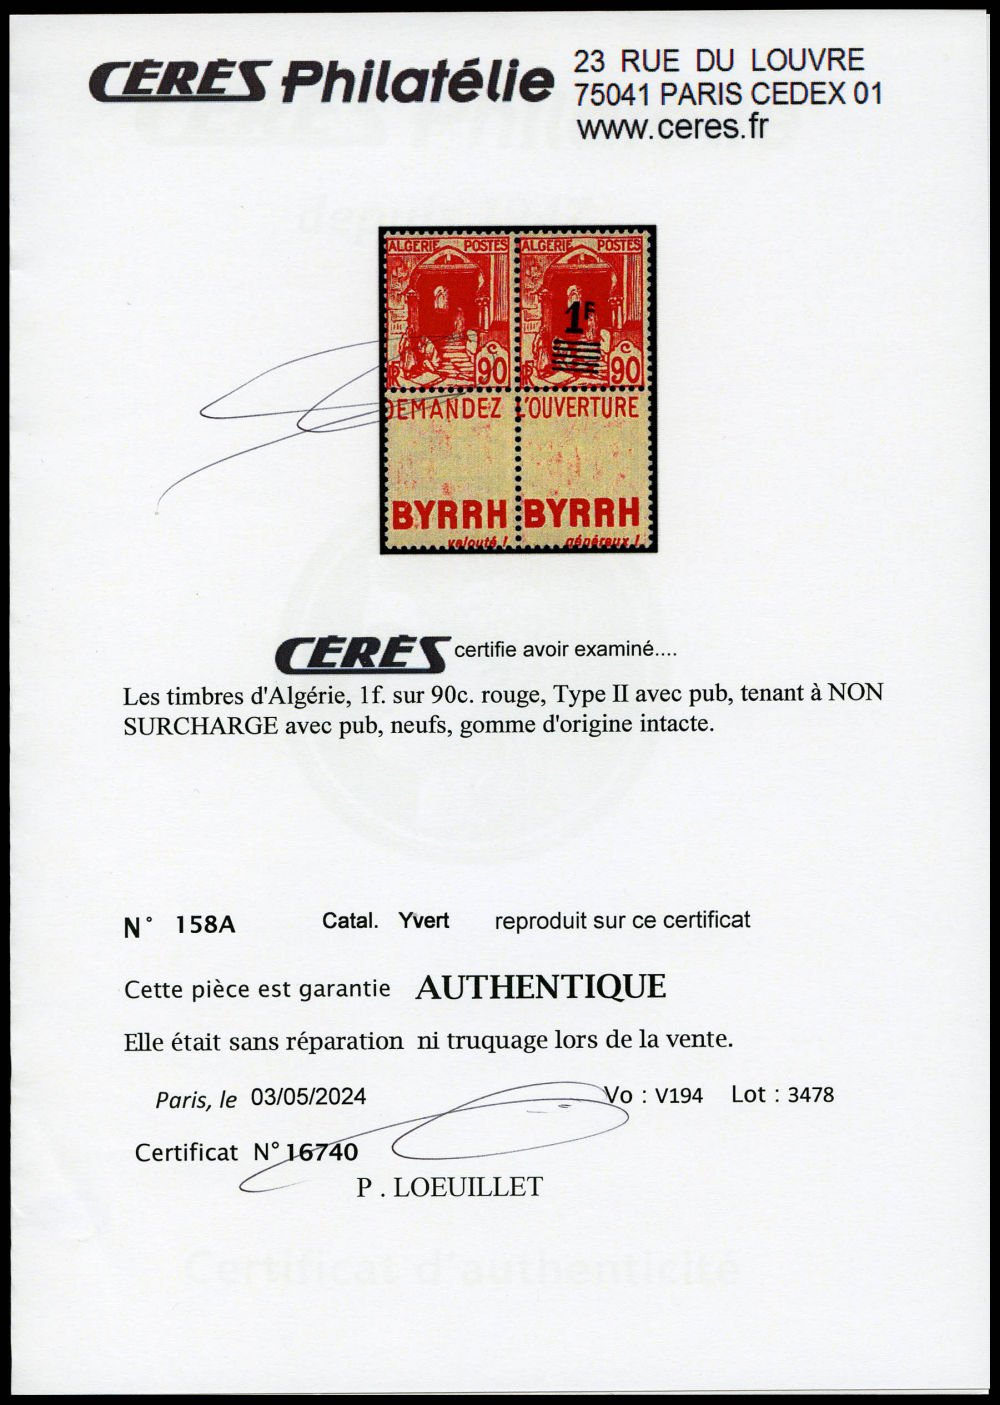 CÉRÈS Philatélie
23 RUE DU LOUVRE
75041 PARIS CEDEX 01
www.ceres.fr
ALGERIE POSTES ALGERIE POSTES
1F
90 c 90 c
DEMANDEZ L'OUVERTURE
BYRRH BYRRH
velouté ! généreux !
CÉRÈS certifie avoir examiné....
Les timbres d'Algérie, 1f. sur 90c. rouge, Type II avec pub, tenant à NON
SURCHARGE avec pub, neufs, gomme d'origine intacte.
N° 158A Catal. Yvert reproduit sur ce certificat
Cette pièce est garantie AUTHENTIQUE
Elle était sans réparation ni truquage lors de la vente.
Paris, le 03/05/2024 Vo : V194 Lot : 3478
Certificat N° 16740
P . LOEUILLET
Certificat d'authenticité